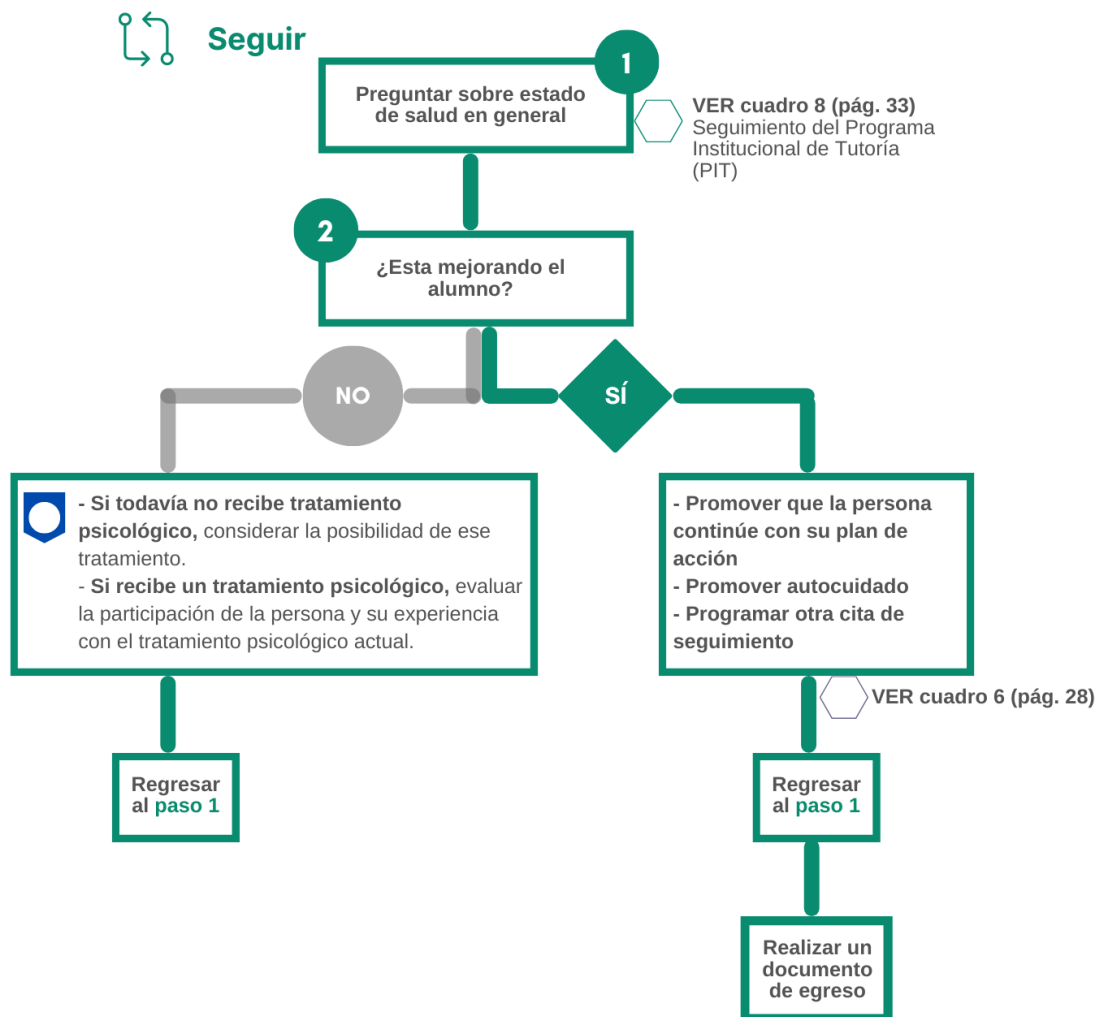 Seguir
1
Preguntar sobre estado
de salud en general
VER cuadro 8 (pág. 33)
Seguimiento del Programa
Institucional de Tutoría
(PIT)
2
¿Esta mejorando el
alumno?
NO
SÍ
- Si todavía no recibe tratamiento
psicológico, considerar la posibilidad de ese
tratamiento.
- Si recibe un tratamiento psicológico, evaluar
la participación de la persona y su experiencia
con el tratamiento psicológico actual.
- Promover que la persona
continúe con su plan de
acción
- Promover autocuidado
- Programar otra cita de
seguimiento
VER cuadro 6 (pág. 28)
Regresar
al paso 1
Regresar
al paso 1
Realizar un
documento
de egreso